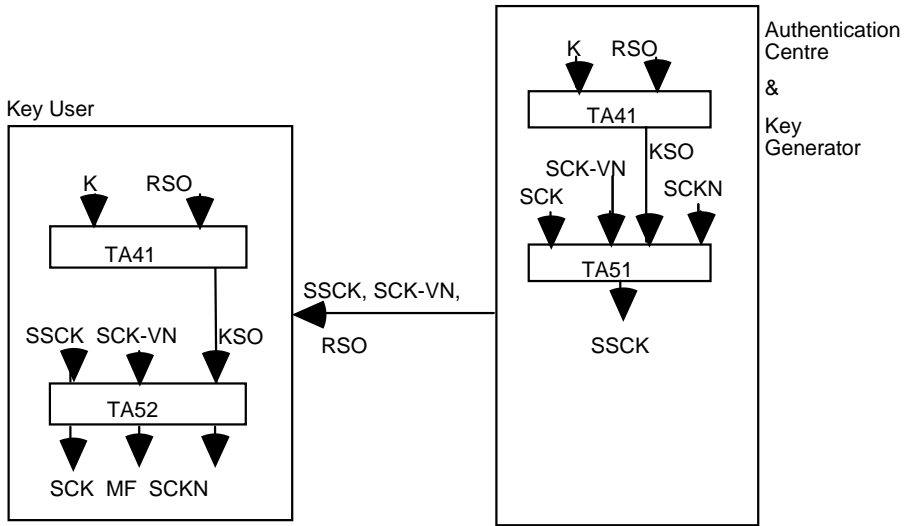 Authentication
Centre
&
Key
Generator
K RSO
TA41
KSO
SCK-VN
SCK
SCKN
TA51
SSCK
Key User
K RSO
TA41
SSCK, SCK-VN,
RSO
SSCK SCK-VN KSO
TA52
SCK MF SCKN